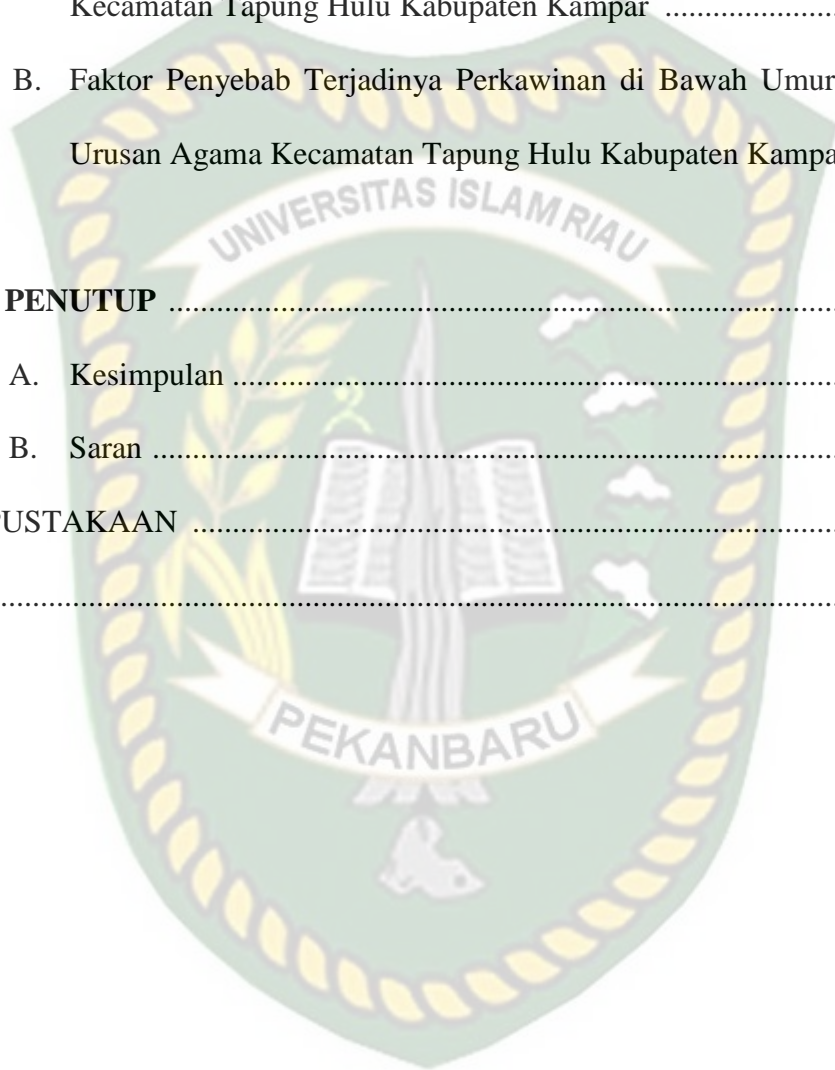 Kecamatan Tapung Hulu Kabupaten Kampar ......................
B. Faktor Penyebab Terjadinya Perkawinan di Bawah Umur
Urusan Agama Kecamatan Tapung Hulu Kabupaten Kampa
UNIVERSITAS ISLAM RIAU
PENUTUP ................................................................
A. Kesimpulan ................................................................
B. Saran ................................................................
PUSTAKAAN ................................................................
................................................................
PEKANBARU